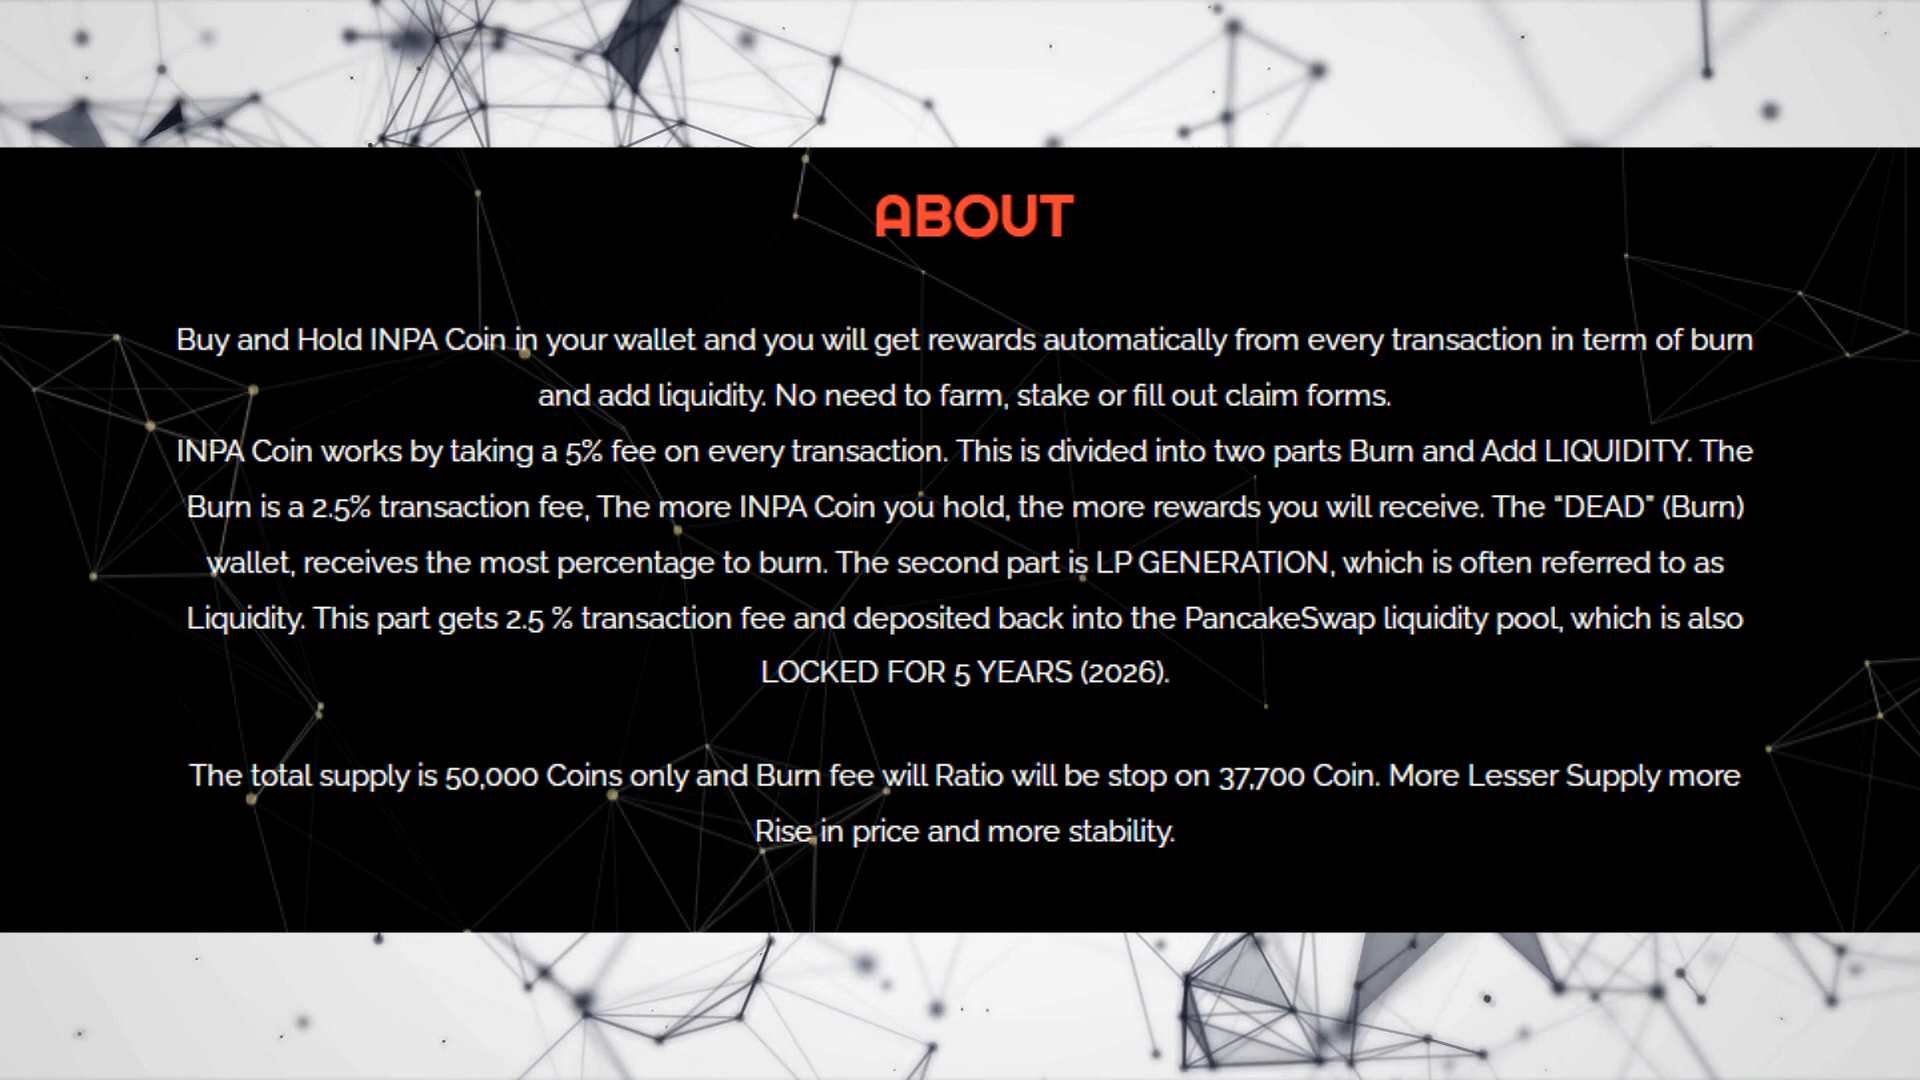 ABOUT
Buy and Hold INPA Coin in your wallet and you will get rewards automatically from every transaction in term of burn
and add liquidity. No need to farm, stake or fill out claim forms.
INPA Coin works by taking a 5% fee on every transaction. This is divided into two parts Burn and Add LIQUIDITY. The
Burn is a 2.5% transaction fee, The more INPA Coin you hold, the more rewards you will receive. The "DEAD" (Burn)
wallet, receives the most percentage to burn. The second part is LP GENERATION, which is often referred to as
Liquidity. This part gets 2.5 % transaction fee and deposited back into the PancakeSwap liquidity pool, which is also
LOCKED FOR 5 YEARS (2026).
The total supply is 50,000 Coins only and Burn fee will Ratio will be stop on 37,700 Coin. More Lesser Supply more
Rise in price and more stability.